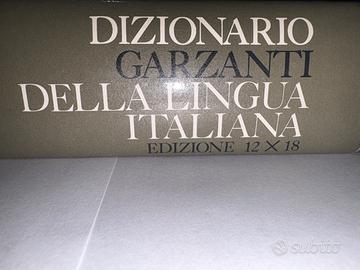 DIZIONARIO
GARZANTI
DELLA LINGUA
ITALIANA
EDIZIONE 12 X 18
subito